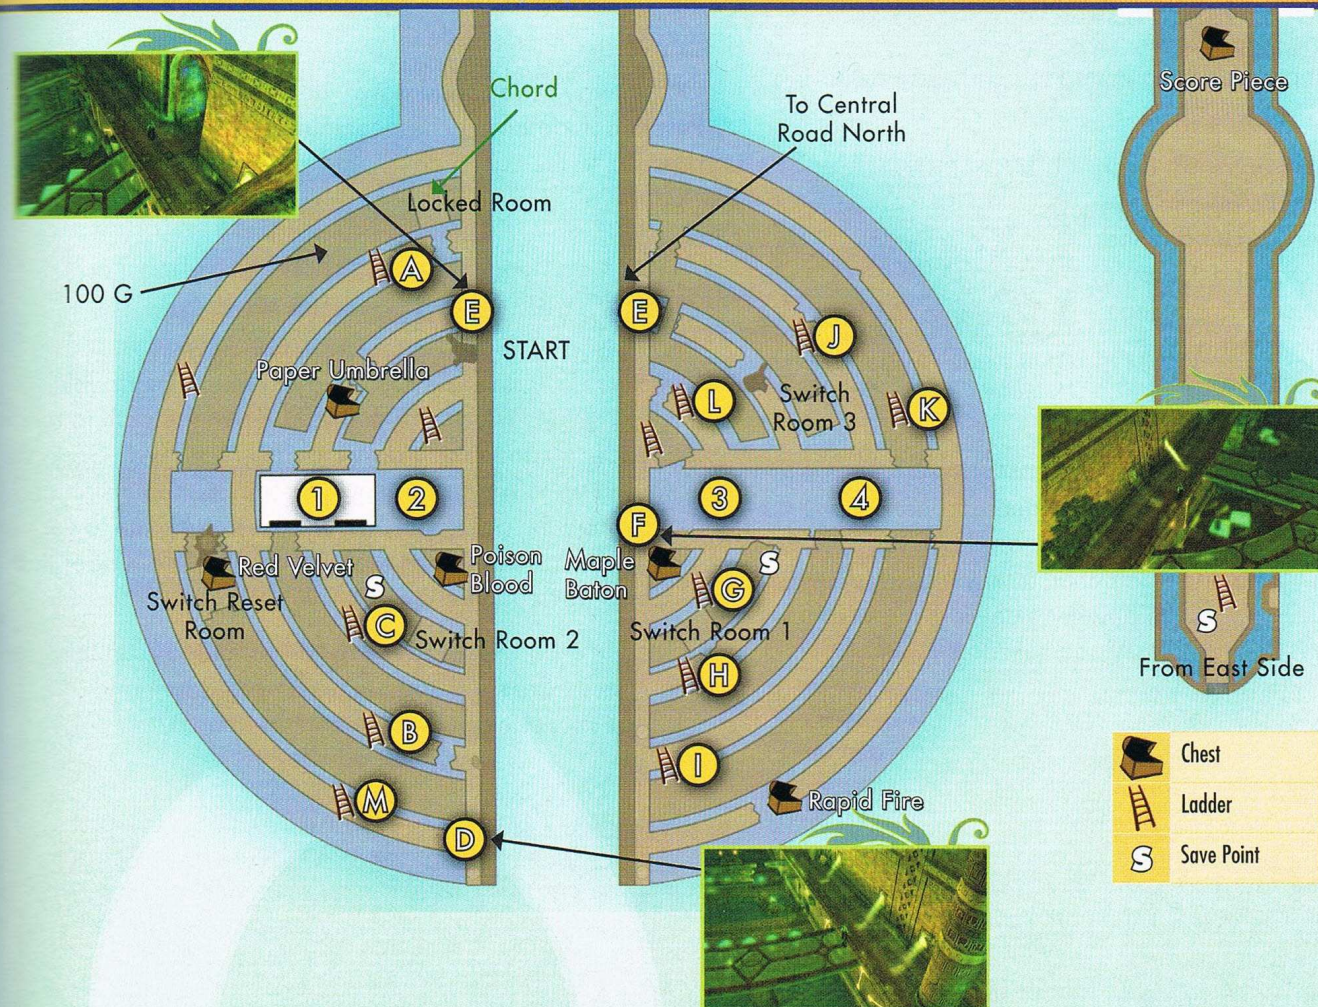 Score Piece
Chord
To Central
Road North
Locked Room
A
100 G
E
E
START
J
Paper Umbrella
L
Switch
Room 3
K
1
2
3
4
F
Red Velvet
Poison
Blood
Maple
Baton
S
S
G
Switch Reset
Room
C
Switch Room 2
Switch Room 1
S
From East Side
H
B
I
M
Rapid Fire
D
Chest
Ladder
S
Save Point